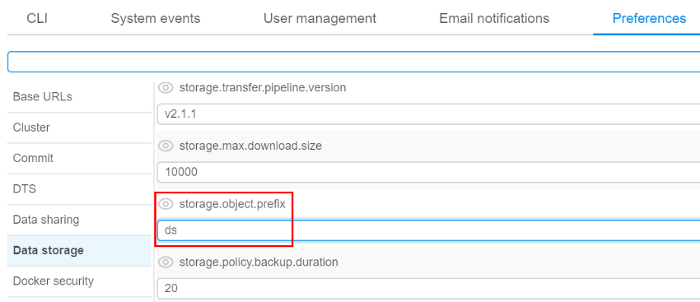 CLI System events User management Email notifications Preferences
Base URLs
Cluster
Commit
DTS
Data sharing
Data storage
Docker security
storage.transfer.pipeline.version
v2.1.1
storage.max.download.size
10000
storage.object.prefix
ds
storage.policy.backup.duration
20